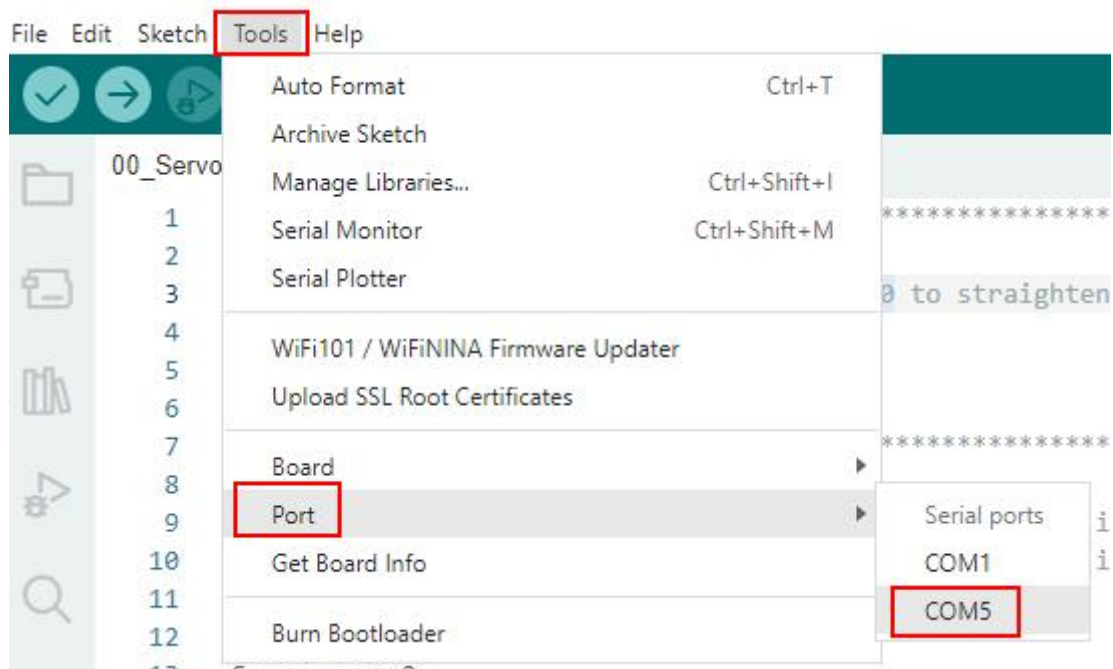 File Edit Sketch Tools Help
Auto Format Ctrl+T
Archive Sketch
00_Servo
Manage Libraries... Ctrl+Shift+I
1 ****************
Serial Monitor Ctrl+Shift+M
2
Serial Plotter
3 0 to straighten
4
WiFi101 / WiFiNINA Firmware Updater
5
Upload SSL Root Certificates
6
7 ****************
Board
8
Port Serial ports
9 i
10 Get Board Info COM1 i
11 COM5
12 Burn Bootloader